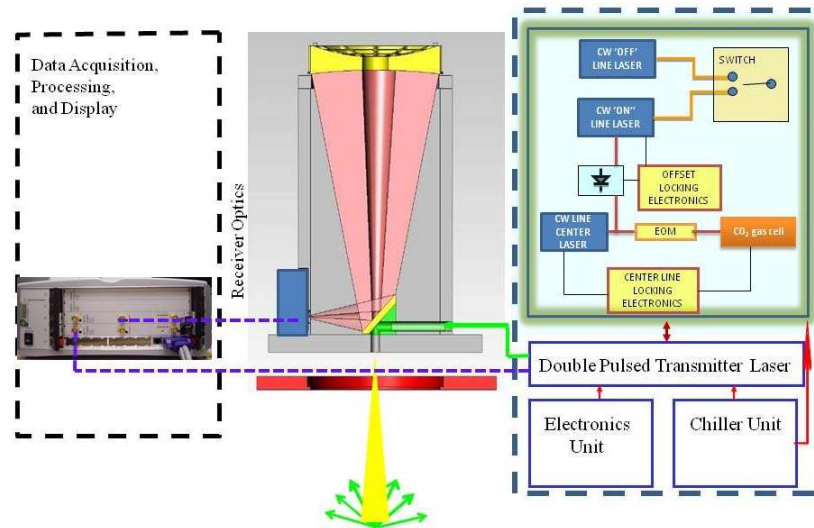 Data Acquisition,
Processing,
and Display
Receiver Optics
CW 'OFF'
LINE LASER
SWITCH
CW 'ON"
LINE LASER
OFFSET
LOCKING
ELECTRONICS
CW LINE
CENTER
LASER
EOM
CO₂ gas cell
CENTER LINE
LOCKING
ELECTRONICS
Double Pulsed Transmitter Laser
Electronics
Unit
Chiller Unit